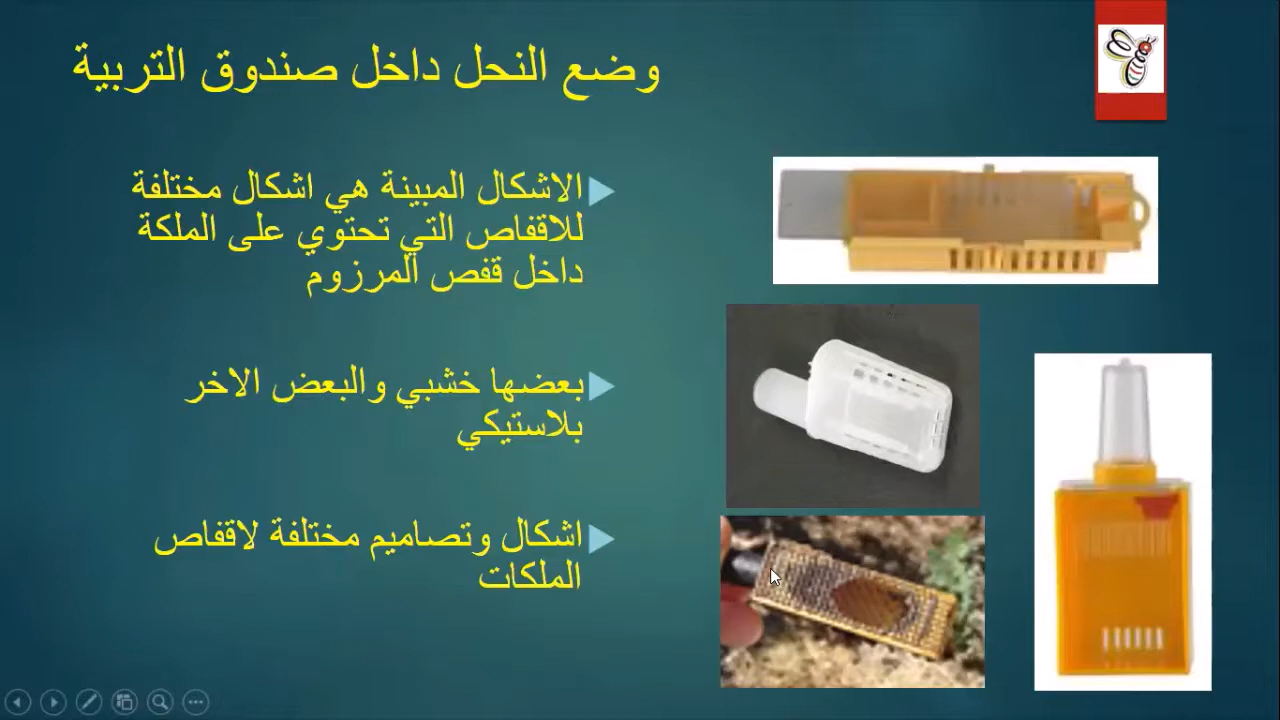 وضع النحل داخل صندوق التربية
الاشكال المبينة هي اشكال مختلفة
للاقفاص التي تحتوي على الملكة
داخل قفص المرزوم
بعضها خشبي والبعض الاخر
بلاستيكي
اشكال وتصاميم مختلفة لاقفاص
الملكات